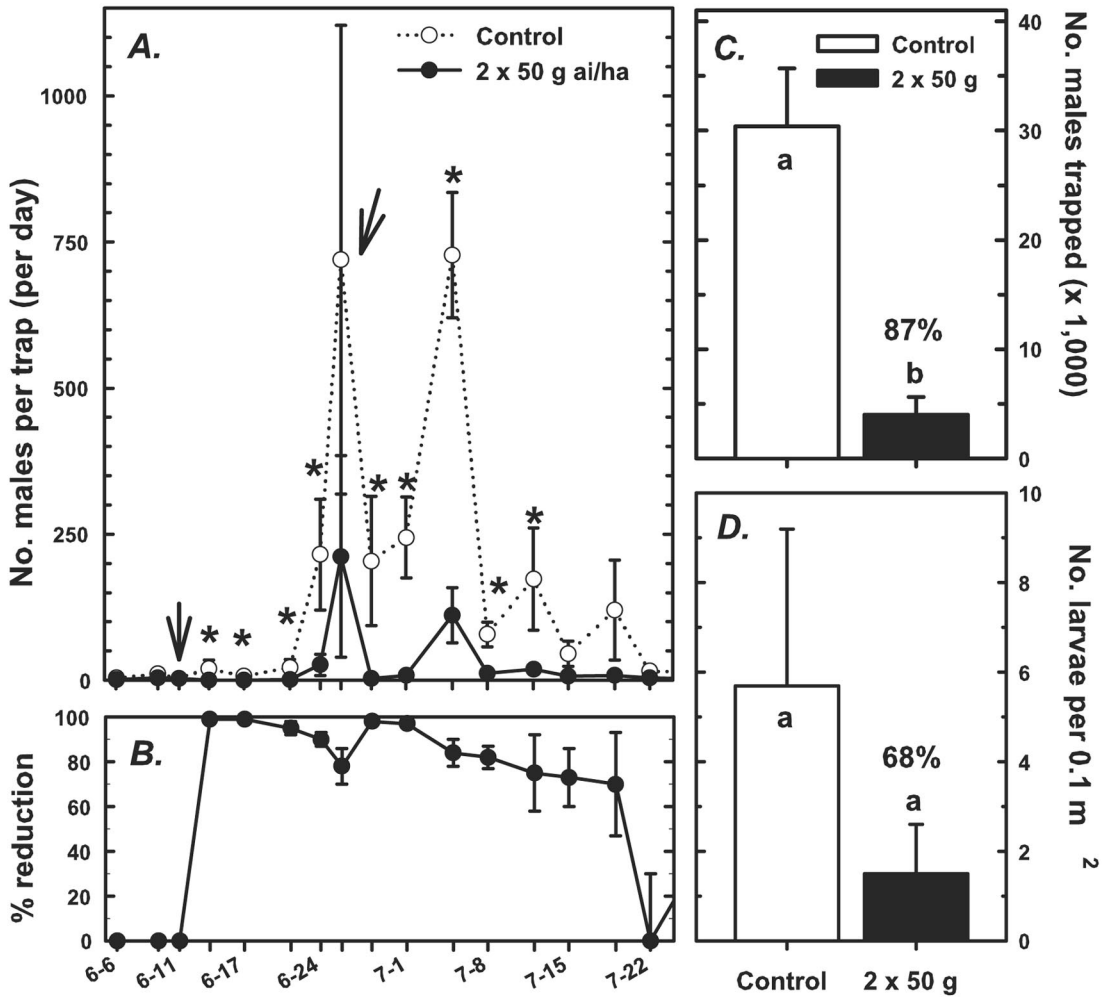 A.
Control
2 x 50 g ai/ha
No. males per trap (per day)
1000
750
500
250
0
*
*
*
*
*
*
*
*
*
B.
% reduction
100
80
60
40
20
0
6-6
6-11
6-17
6-24
7-1
7-8
7-15
7-22
C.
Control
2 x 50 g
No. males trapped (x 1,000)
40
30
20
10
0
a
87%
b
D.
No. larvae per 0.1 m 2
10
8
6
4
2
0
a
68%
a
Control
2 x 50 g